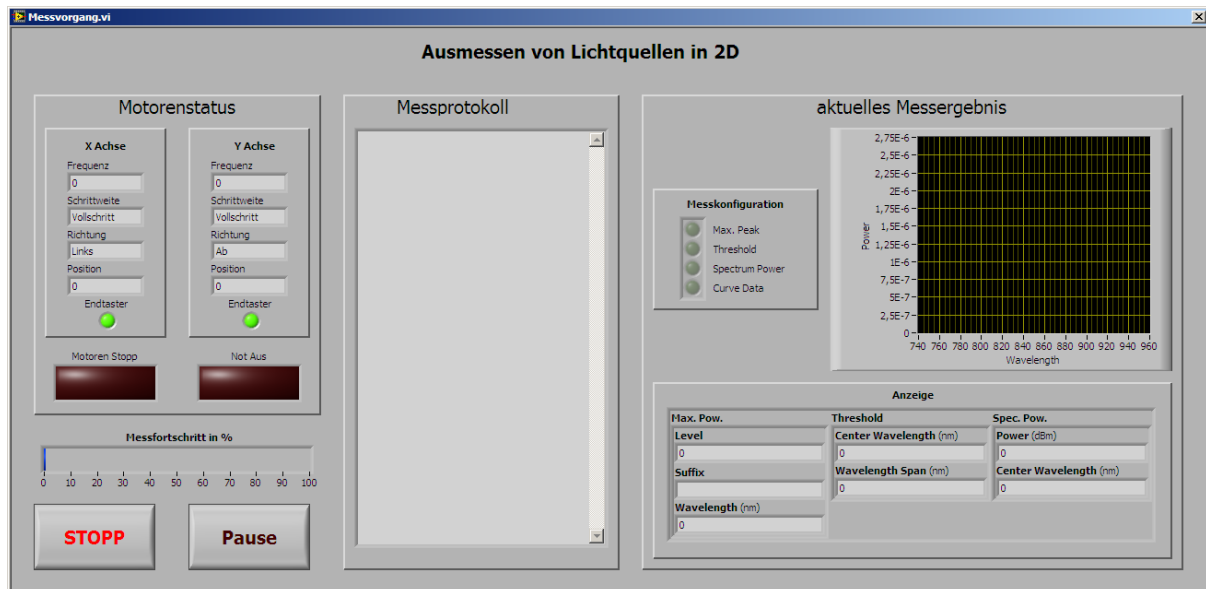 Messvorgang.vi
Ausmessen von Lichtquellen in 2D
Motorenstatus
X Achse
Frequenz
0
Schrittweite
Vollschritt
Richtung
Links
Position
0
Endtaster
Y Achse
Frequenz
0
Schrittweite
Vollschritt
Richtung
Ab
Position
0
Endtaster
Motoren Stopp
Not Aus
Messfortschritt in %
0 10 20 30 40 50 60 70 80 90 100
STOPP
Pause
Messprotokoll
aktuelles Messergebnis
Messkonfiguration
Max. Peak
Threshold
Spectrum Power
Curve Data
Power
2,75E-6
2,5E-6
2,25E-6
2E-6
1,75E-6
1,5E-6
1,25E-6
1E-6
7,5E-7
5E-7
2,5E-7
0
740 760 780 800 820 840 860 880 900 920 940 960
Wavelength
Anzeige
Max. Pow.
Level
0
Suffix
Wavelength (nm)
0
Threshold
Center Wavelength (nm)
0
Wavelength Span (nm)
0
Spec. Pow.
Power (dBm)
0
Center Wavelength (nm)
0